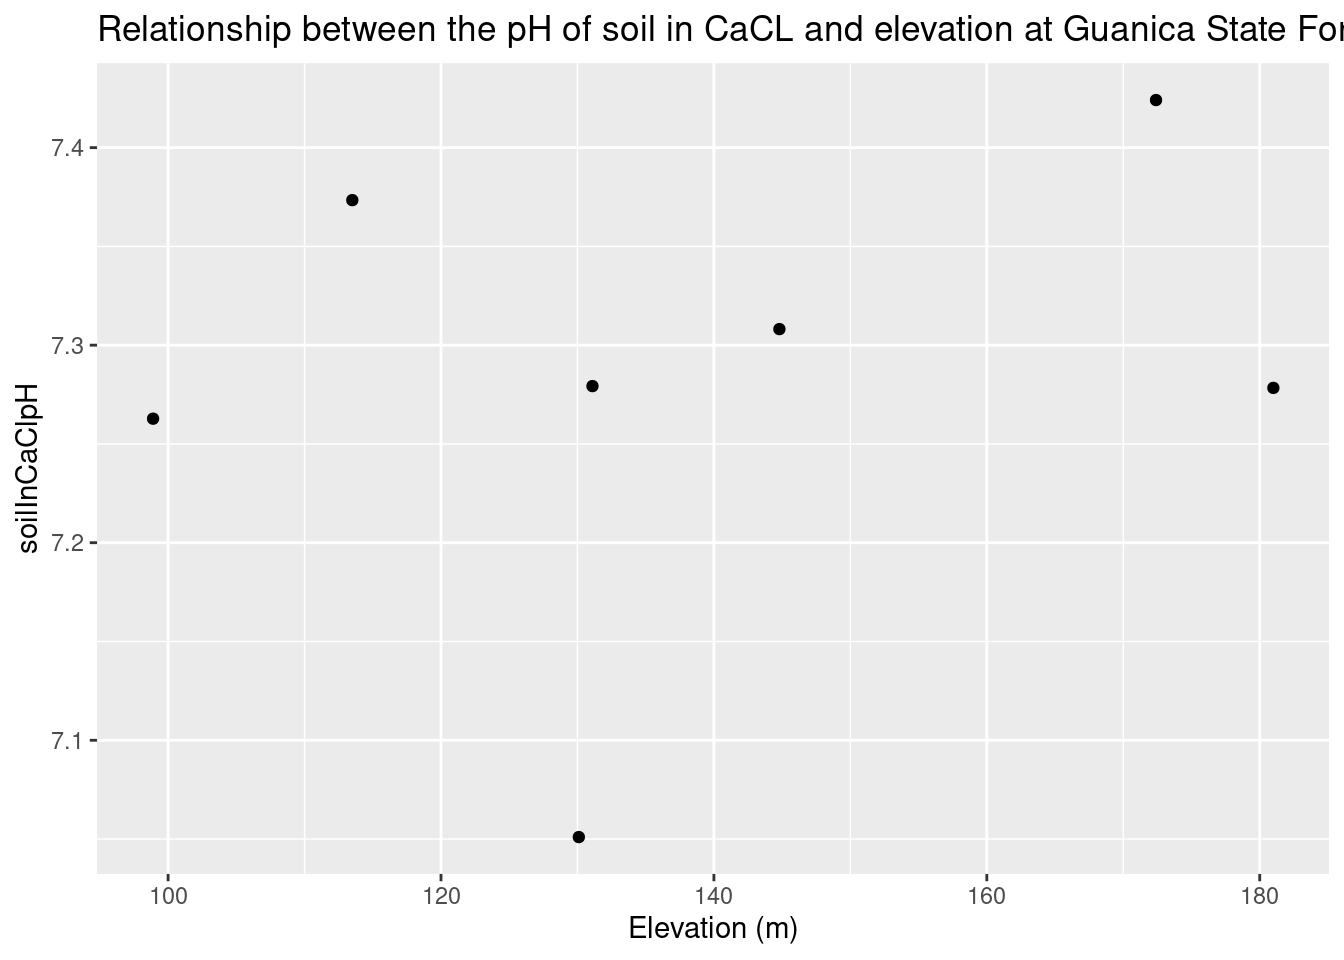 Relationship between the pH of soil in CaCL and elevation at Guanica State For
7.4
7.3
7.2
7.1
soilInCaClpH
100 120 140 160 180
Elevation (m)